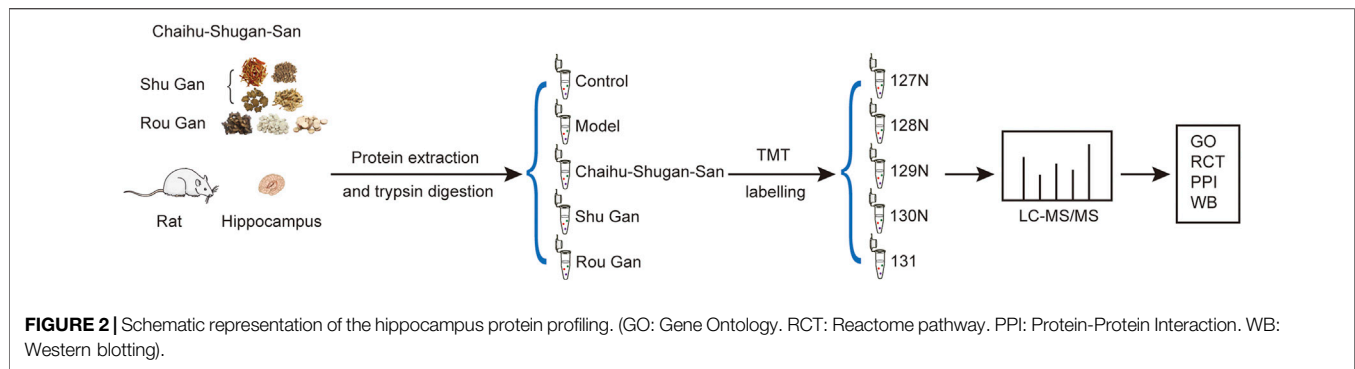 Chaihu-Shugan-San
Shu Gan
Rou Gan
Rat
Hippocampus
Protein extraction
and trypsin digestion
Control
Model
Chaihu-Shugan-San
Shu Gan
Rou Gan
TMT
labelling
127N
128N
129N
130N
131
LC-MS/MS
GO
RCT
PPI
WB
FIGURE 2 | Schematic representation of the hippocampus protein profiling. (GO: Gene Ontology. RCT: Reactome pathway. PPI: Protein-Protein Interaction. WB:
Western blotting).